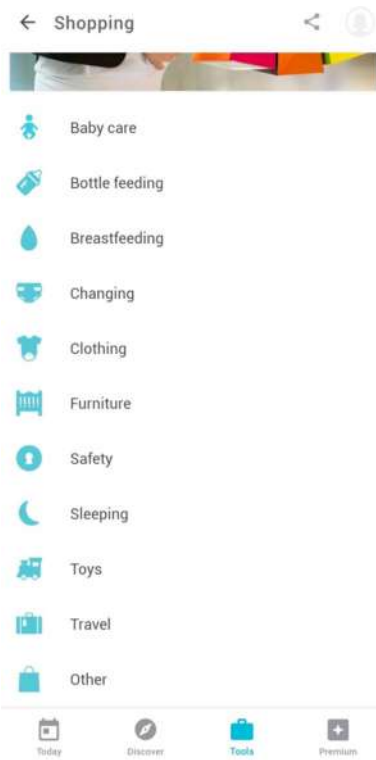 Shopping
Baby care
Bottle feeding
Breastfeeding
Changing
Clothing
Furniture
Safety
Sleeping
Toys
Travel
Other
Today
Discover
Tools
Premium